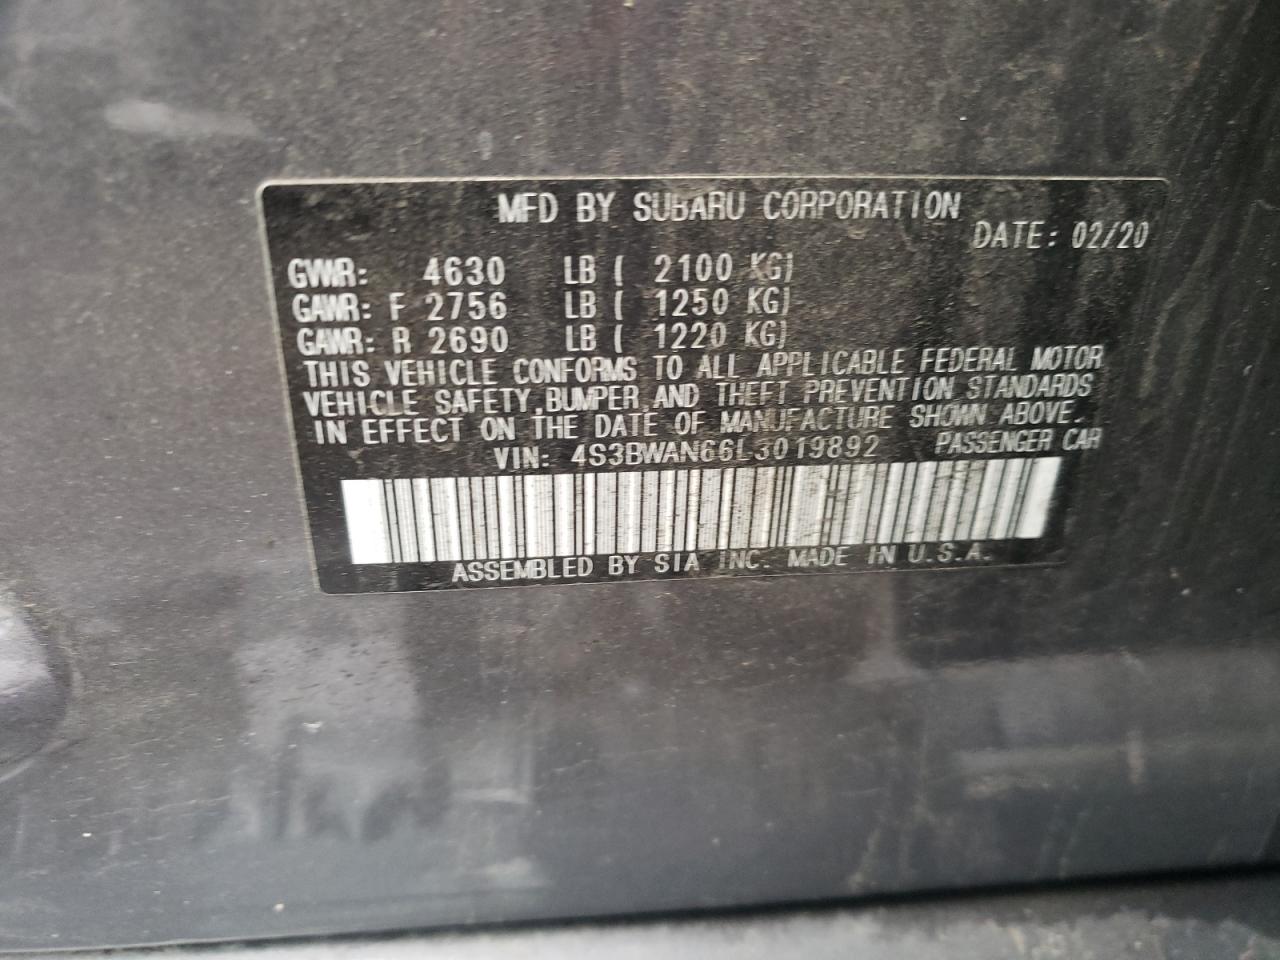 MFD BY SUBARU CORPORATION
DATE: 02/20
GVWR: 4630 LB ( 2100 KG)
GAWR: F 2756 LB ( 1250 KG)
GAWR: R 2690 LB ( 1220 KG)
THIS VEHICLE CONFORMS TO ALL APPLICABLE FEDERAL MOTOR
VEHICLE SAFETY,BUMPER AND THEFT PREVENTION STANDARDS
IN EFFECT ON THE DATE OF MANUFACTURE SHOWN ABOVE.
VIN: 4S3BWAN66L3019892 PASSENGER CAR
ASSEMBLED BY SIA INC. MADE IN U.S.A.